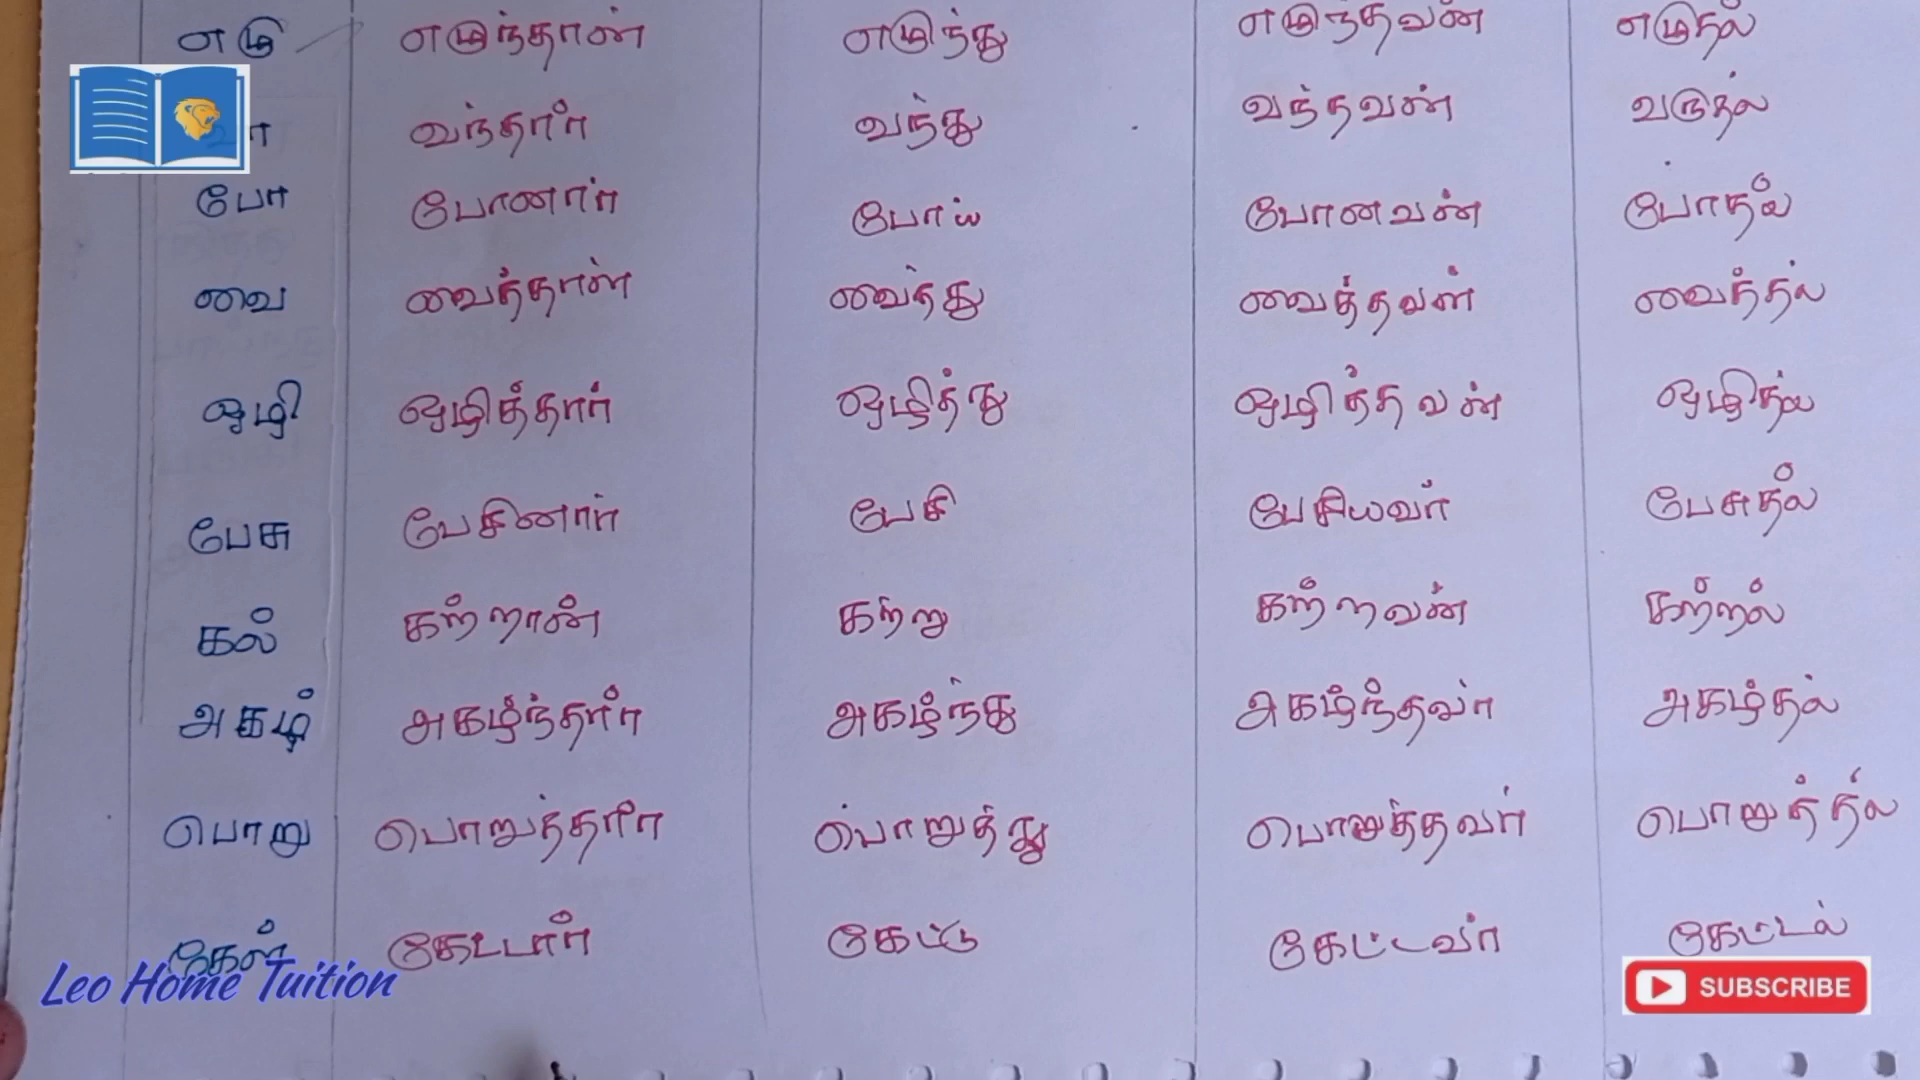 எழு எழுந்தான் எழுந்து எழுந்தவன் எழுதல்
வந்தார் வந்து வந்தவன் வருதல்
போ போனார் போய் போனவன் போதல்
வை வைத்தான் வைத்து வைத்தவன் வைத்தல்
ஒழி ஒழித்தார் ஒழித்து ஒழித்தவன் ஒழிதல்
பேசு பேசினார் பேசி பேசியவர் பேசுதல்
கல் கற்றான் கற்று கற்றவன் கற்றல்
அகழ் அகழ்ந்தார் அகழ்ந்து அகழ்ந்தவர் அகழ்தல்
பொறு பொறுத்தார் பொறுத்து பொறுத்தவர் பொறுத்தல்
கேள் கேட்டார் கேட்டு கேட்டவர் கேட்டல்
Leo Home Tuition
SUBSCRIBE